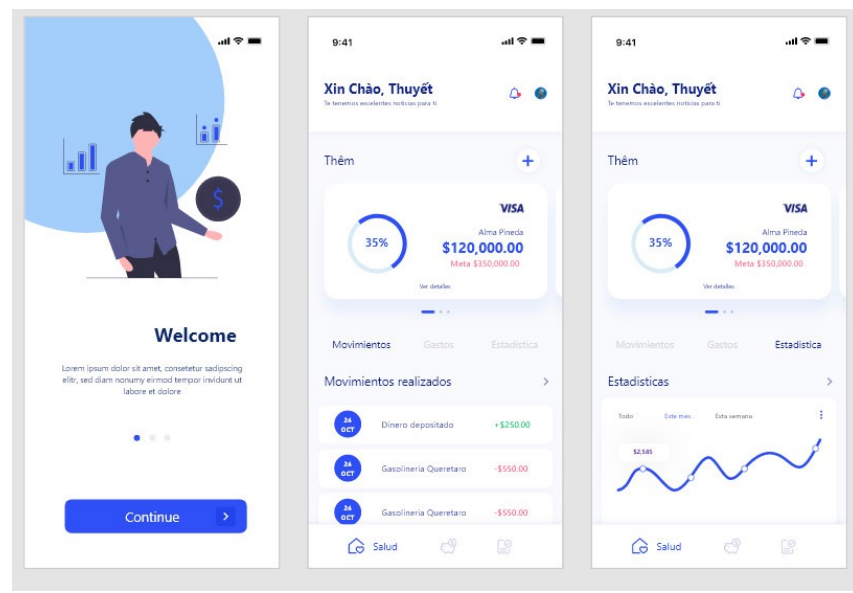 Welcome
Lorem ipsum dolor sit amet, consetetur sadipscing
elitr, sed diam nonumy eirmod tempor invidunt ut
labore et dolore
Continue
9:41
Xin Chào, Thuyết
Te tenemos excelentes noticias para ti
Thêm
VISA
35%
Alma Pineda
$120,000.00
Meta $350,000.00
Ver detalles
Movimientos Gastos Estadística
Movimientos realizados
24 OCT Dinero depositado +$250.00
24 OCT Gasolineria Queretaro -$550.00
24 OCT Gasolineria Queretaro -$550.00
Salud
9:41
Xin Chào, Thuyết
Te tenemos excelentes noticias para ti
Thêm
VISA
35%
Alma Pineda
$120,000.00
Meta $350,000.00
Ver detalles
Movimientos Gastos Estadística
Estadisticas
Todo Este mes Esta semana
$2,585
Salud